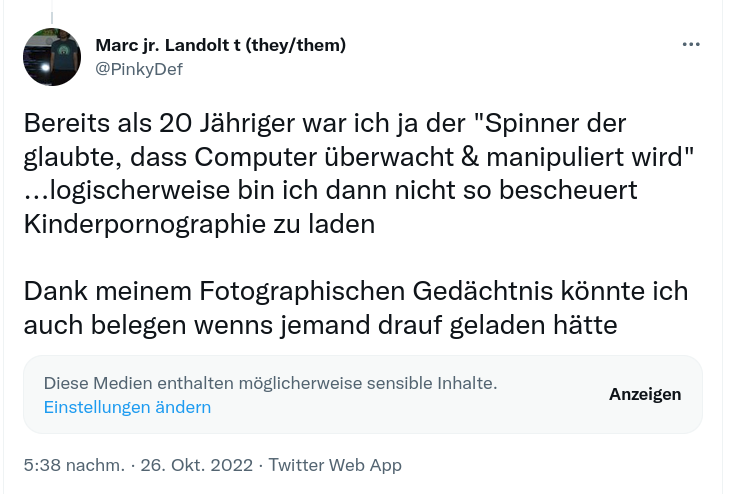 Marc jr. Landolt t (they/them)
@PinkyDef
Bereits als 20 Jähriger war ich ja der "Spinner der
glaubte, dass Computer überwacht & manipuliert wird"
...logischerweise bin ich dann nicht so bescheuert
Kinderpornographie zu laden
Dank meinem Fotographischen Gedächtnis könnte ich
auch belegen wenns jemand drauf geladen hätte
Diese Medien enthalten möglicherweise sensible Inhalte.
Einstellungen ändern
Anzeigen
5:38 nachm. · 26. Okt. 2022 · Twitter Web App